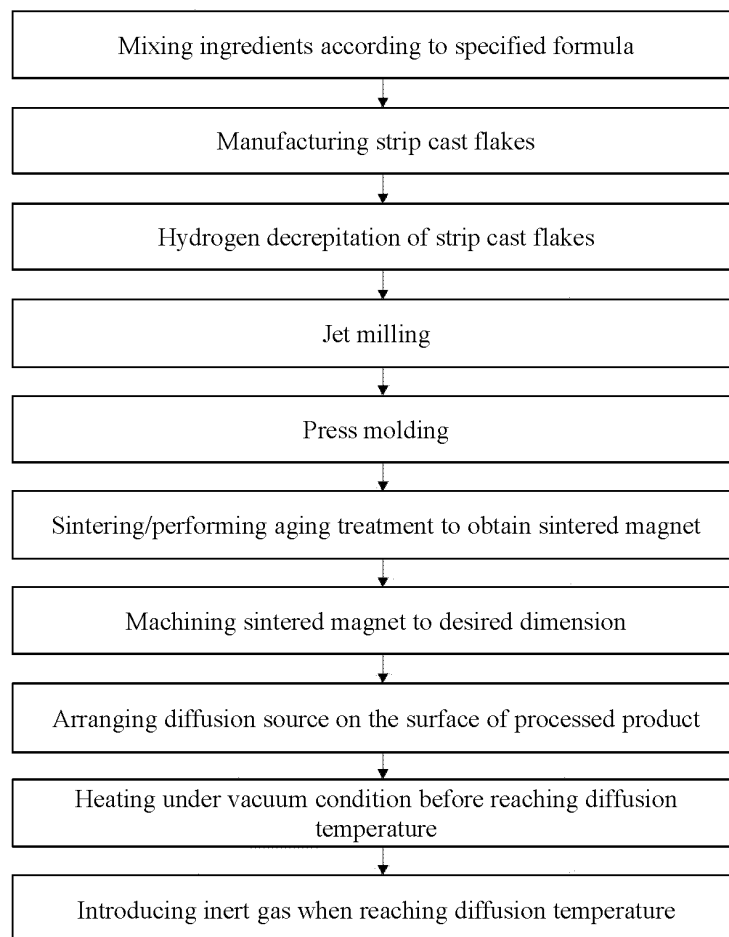 Mixing ingredients according to specified formula
Manufacturing strip cast flakes
Hydrogen decrepitation of strip cast flakes
Jet milling
Press molding
Sintering/performing aging treatment to obtain sintered magnet
Machining sintered magnet to desired dimension
Arranging diffusion source on the surface of processed product
Heating under vacuum condition before reaching diffusion
temperature
Introducing inert gas when reaching diffusion temperature